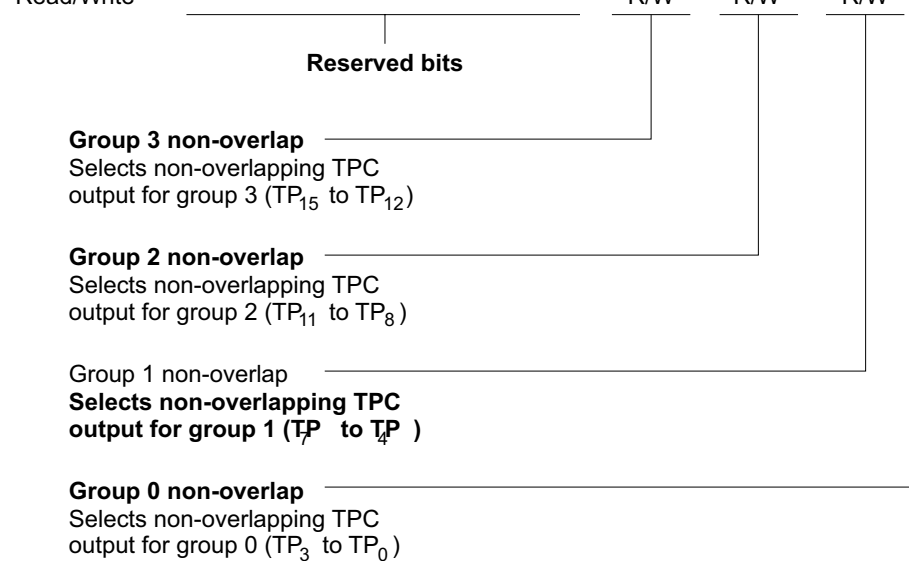 Read/Write R/W R/W R/W
Reserved bits
Group 3 non-overlap
Selects non-overlapping TPC
output for group 3 (TP15 to TP12)
Group 2 non-overlap
Selects non-overlapping TPC
output for group 2 (TP11 to TP8)
Group 1 non-overlap
Selects non-overlapping TPC
output for group 1 (TP7 to TP4)
Group 0 non-overlap
Selects non-overlapping TPC
output for group 0 (TP3 to TP0)